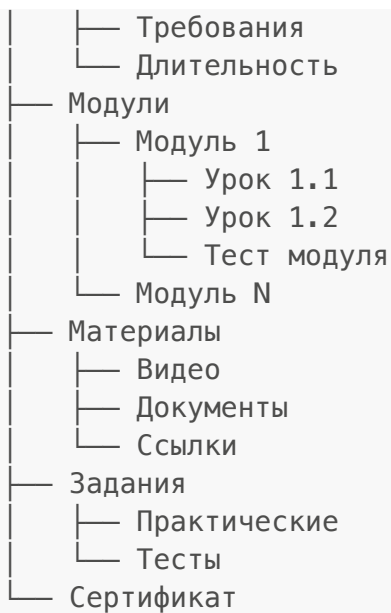 │   ├── Требования
│   └── Длительность
├── Модули
│   ├── Модуль 1
│   │   ├── Урок 1.1
│   │   ├── Урок 1.2
│   │   └── Тест модуля
│   └── Модуль N
├── Материалы
│   ├── Видео
│   ├── Документы
│   └── Ссылки
├── Задания
│   ├── Практические
│   └── Тесты
└── Сертификат